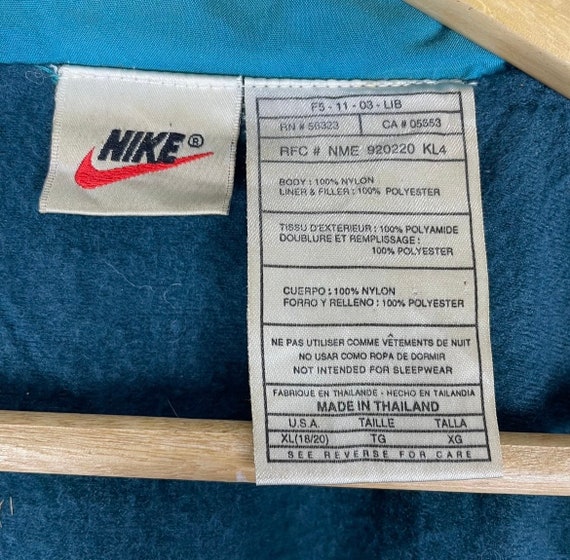 NIKE®
F5 - 11 - 03 - LIB
RN # 56323 CA # 05553
RFC # NME 920220 KL4
BODY : 100% NYLON
LINER & FILLER : 100% POLYESTER
TISSU D'EXTERIEUR : 100% POLYAMIDE
DOUBLURE ET REMPLISSAGE :
100% POLYESTER
CUERPO : 100% NYLON
FORRO Y RELLENO : 100% POLYESTER
NE PAS UTILISER COMME VÊTEMENTS DE NUIT
NO USAR COMO ROPA DE DORMIR
NOT INTENDED FOR SLEEPWEAR
FABRIQUE EN THAILANDE - HECHO EN TAILANDIA
MADE IN THAILAND
U.S.A. TAILLE TALLA
XL(18/20) TG XG
SEE REVERSE FOR CARE